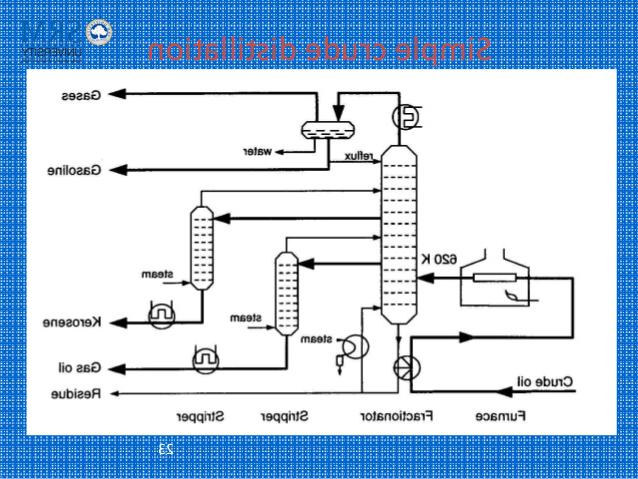 SRM
UNIVERSITY
Simple crude distillation
Gases
water
reflux
Gasoline
620 K
steam
Kerosene
steam
steam
Gas oil
Crude oil
Residue
Stripper
Stripper
Fractionator
Furnace
23